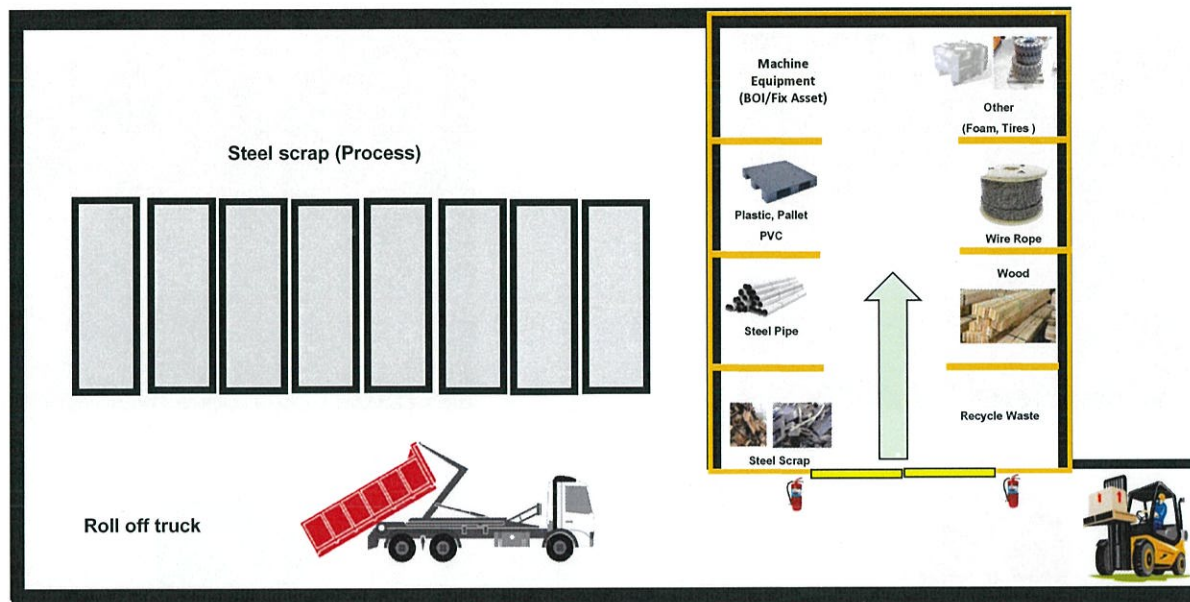 Steel scrap (Process)
Roll off truck
Machine
Equipment
(BOI/Fix Asset)
Other
(Foam, Tires )
Plastic, Pallet
PVC
Wire Rope
Steel Pipe
Wood
Steel Scrap
Recycle Waste